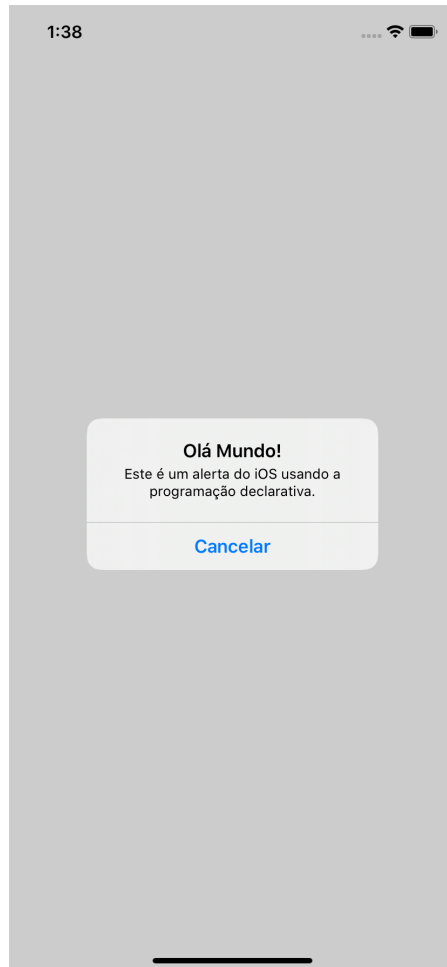 1:38
Olá Mundo!
Este é um alerta do iOS usando a
programação declarativa.
Cancelar